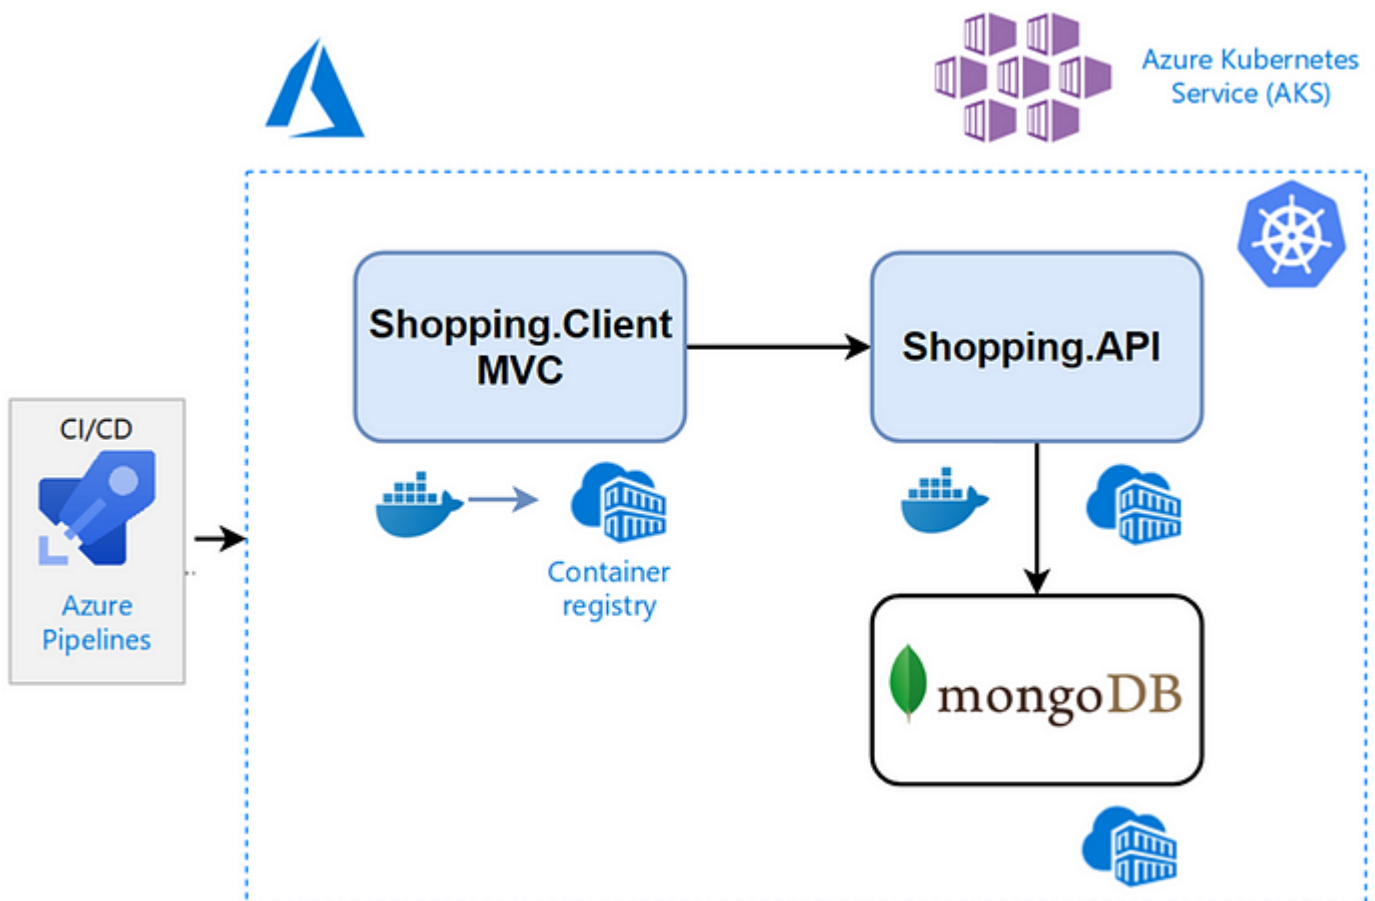 Azure Kubernetes
Service (AKS)
Shopping.Client
MVC
Shopping.API
CI/CD
Azure
Pipelines
Container
registry
mongoDB